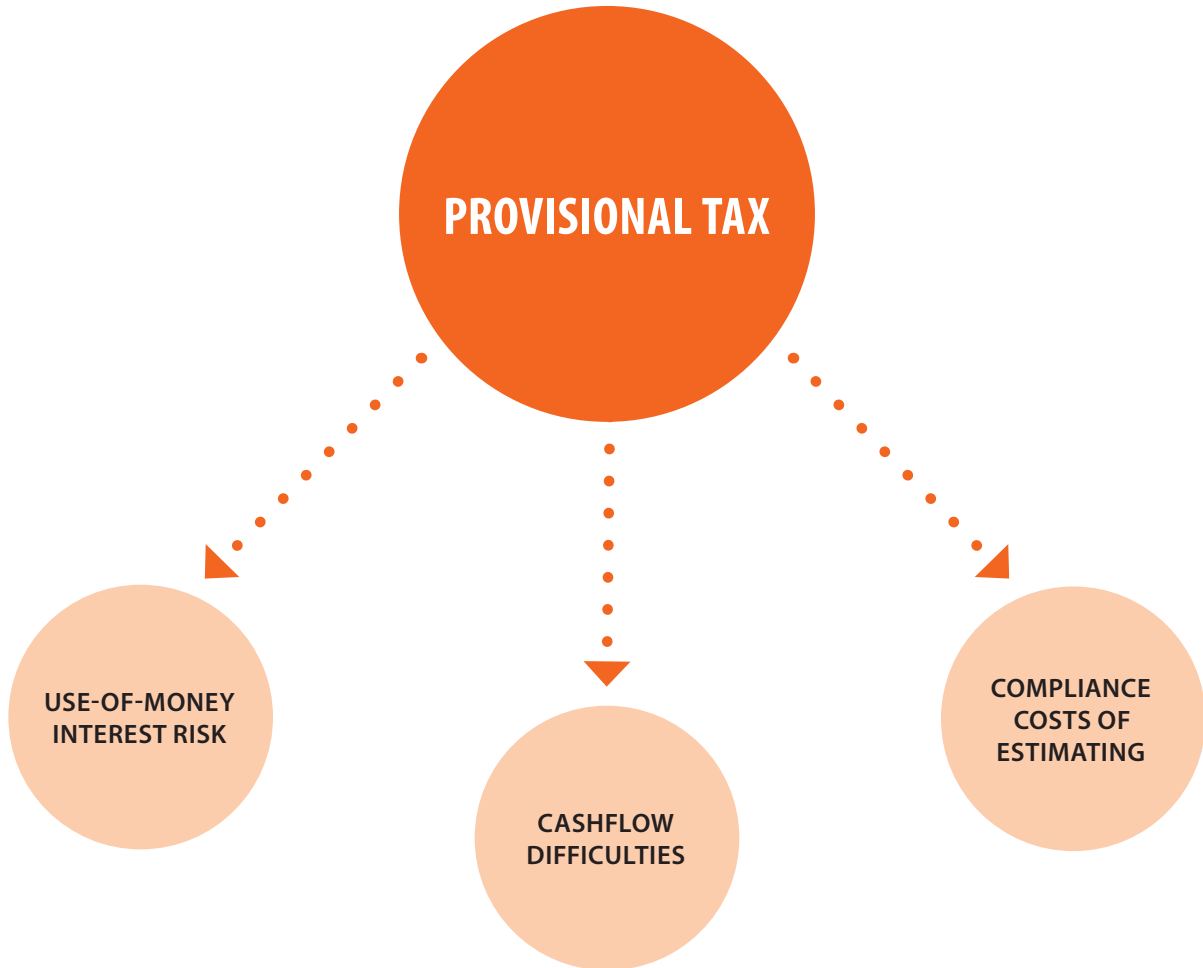 PROVISIONAL TAX
USE-OF-MONEY
INTEREST RISK
CASHFLOW
DIFFICULTIES
COMPLIANCE
COSTS OF
ESTIMATING